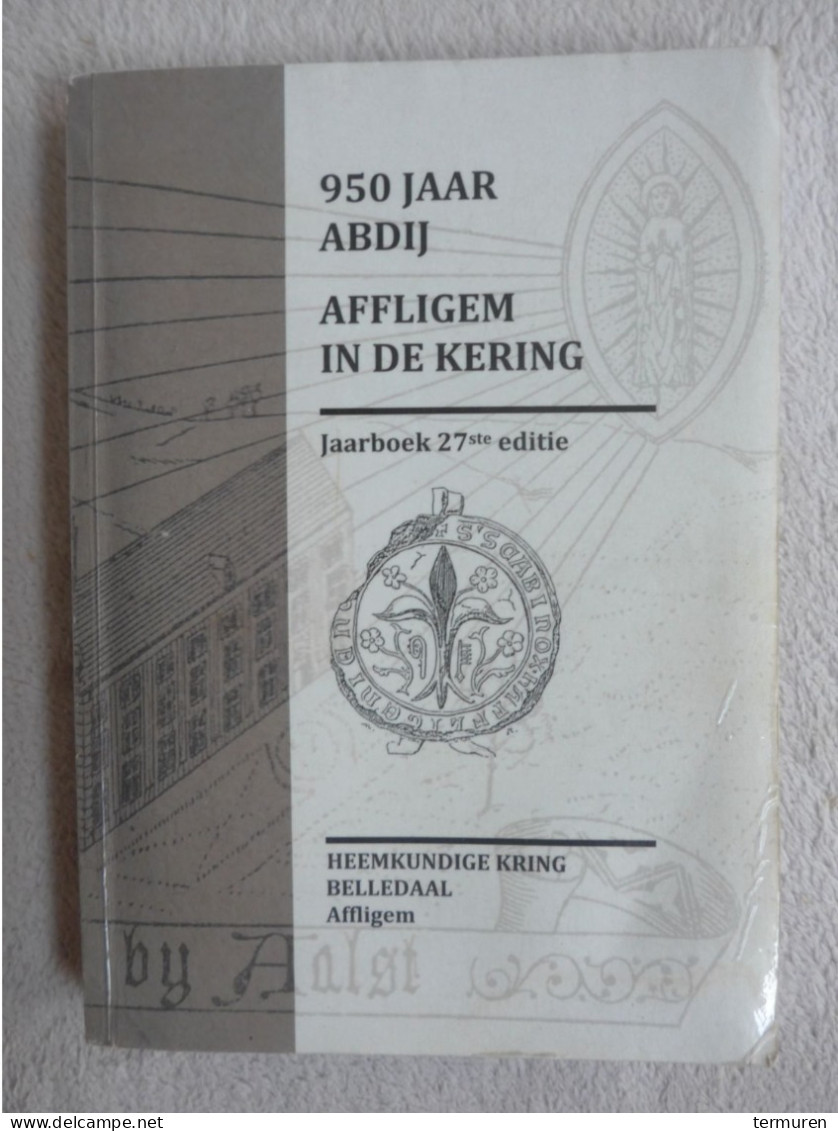 950 JAAR
ABDIJ
AFFLIGEM
IN DE KERING
Jaarboek 27ste editie
HEEMKUNDIGE KRING
BELLEDAAL
Affligem
by Aalst
delcampe.net
termuren